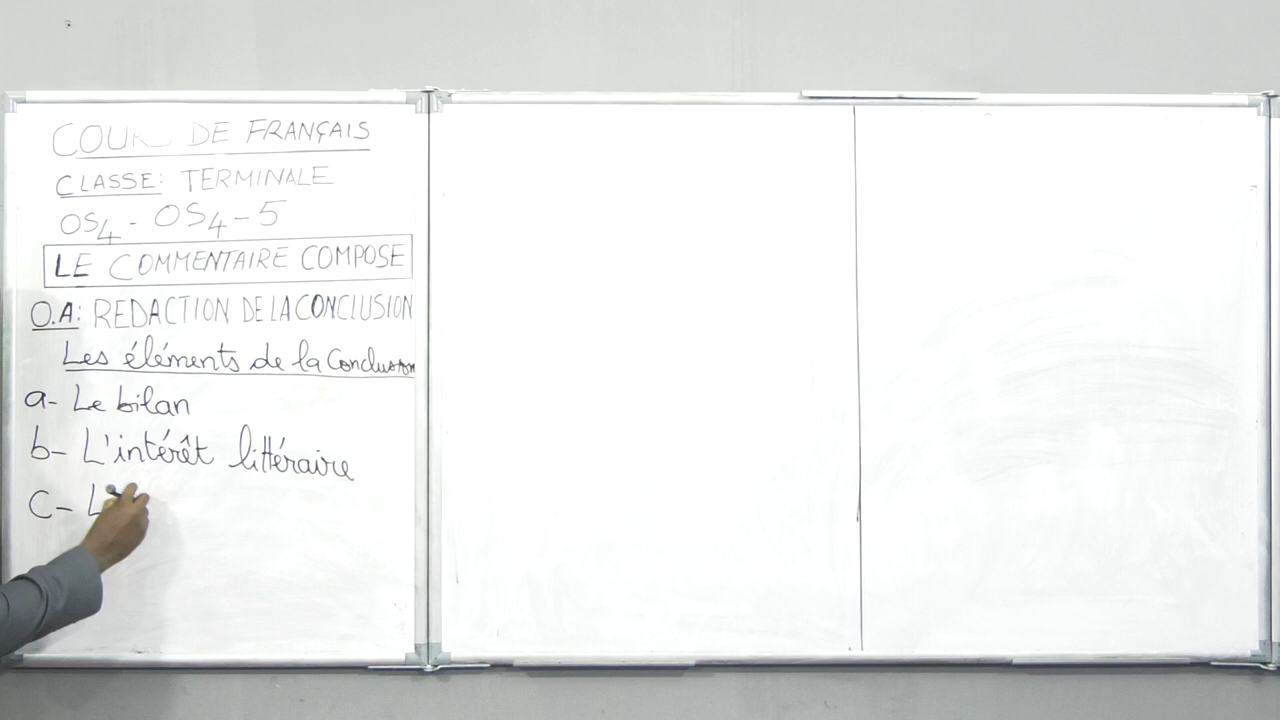 COURS DE FRANÇAIS
CLASSE: TERMINALE
OS4 - OS4-5
LE COMMENTAIRE COMPOSE
O.A: REDACTION DE LA CONCLUSION
Les éléments de la Conclusion
a- Le bilan
b- L'intérêt littéraire
C- L